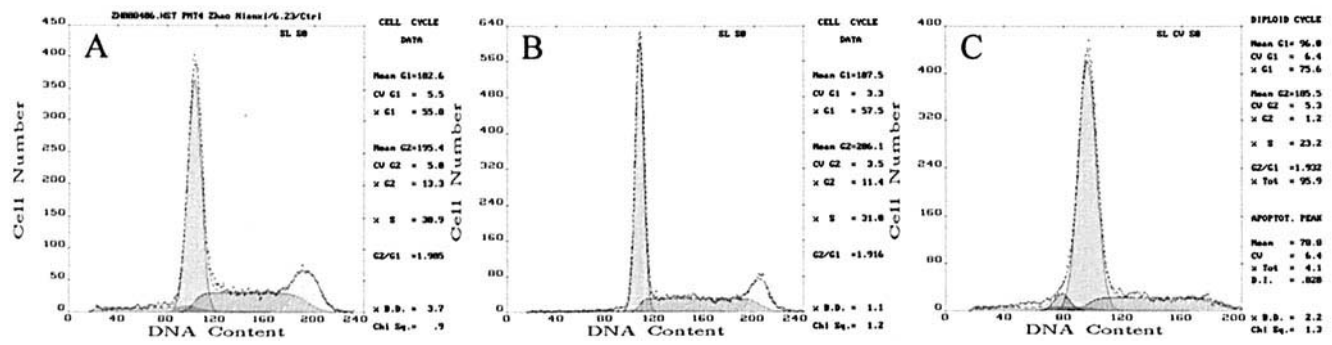 ZH000486.HST PMT4 Zhao Nianxi/6.23/Ctrl
A
SL S0
CELL CYCLE
DATA
Mean G1=102.6
CV G1 = 5.5
% G1 = 55.8
Mean G2=195.4
CV G2 = 5.0
% G2 = 13.3
% S = 30.9
G2/G1 =1.905
% B.D. = 3.7
Chi Sq.= .9
Cell Number
450
400
350
300
250
200
150
100
50
0
0 40 80 120 160 200 240
DNA Content
B
SL S0
CELL CYCLE
DATA
Mean G1=107.5
CV G1 = 3.3
% G1 = 57.5
Mean G2=206.1
CV G2 = 3.5
% G2 = 11.4
% S = 31.0
G2/G1 =1.916
% B.D. = 1.1
Chi Sq.= 1.2
Cell Number
640
560
480
400
320
240
160
80
0
0 40 80 120 160 200 240
DNA Content
C
SL CV S0
DIPLOID CYCLE
Mean G1= 96.0
CV G1 = 6.4
% G1 = 75.6
Mean G2=185.5
CV G2 = 5.3
% G2 = 1.2
% S = 23.2
G2/G1 =1.932
% Tot = 95.9
APOPTOT. PEAK
Mean = 78.0
CV = 6.4
% Tot = 4.1
D.I. = .820
% B.D. = 2.2
Chi Sq.= 1.3
Cell Number
480
400
320
240
160
80
0
0 40 80 120 160 200
DNA Content